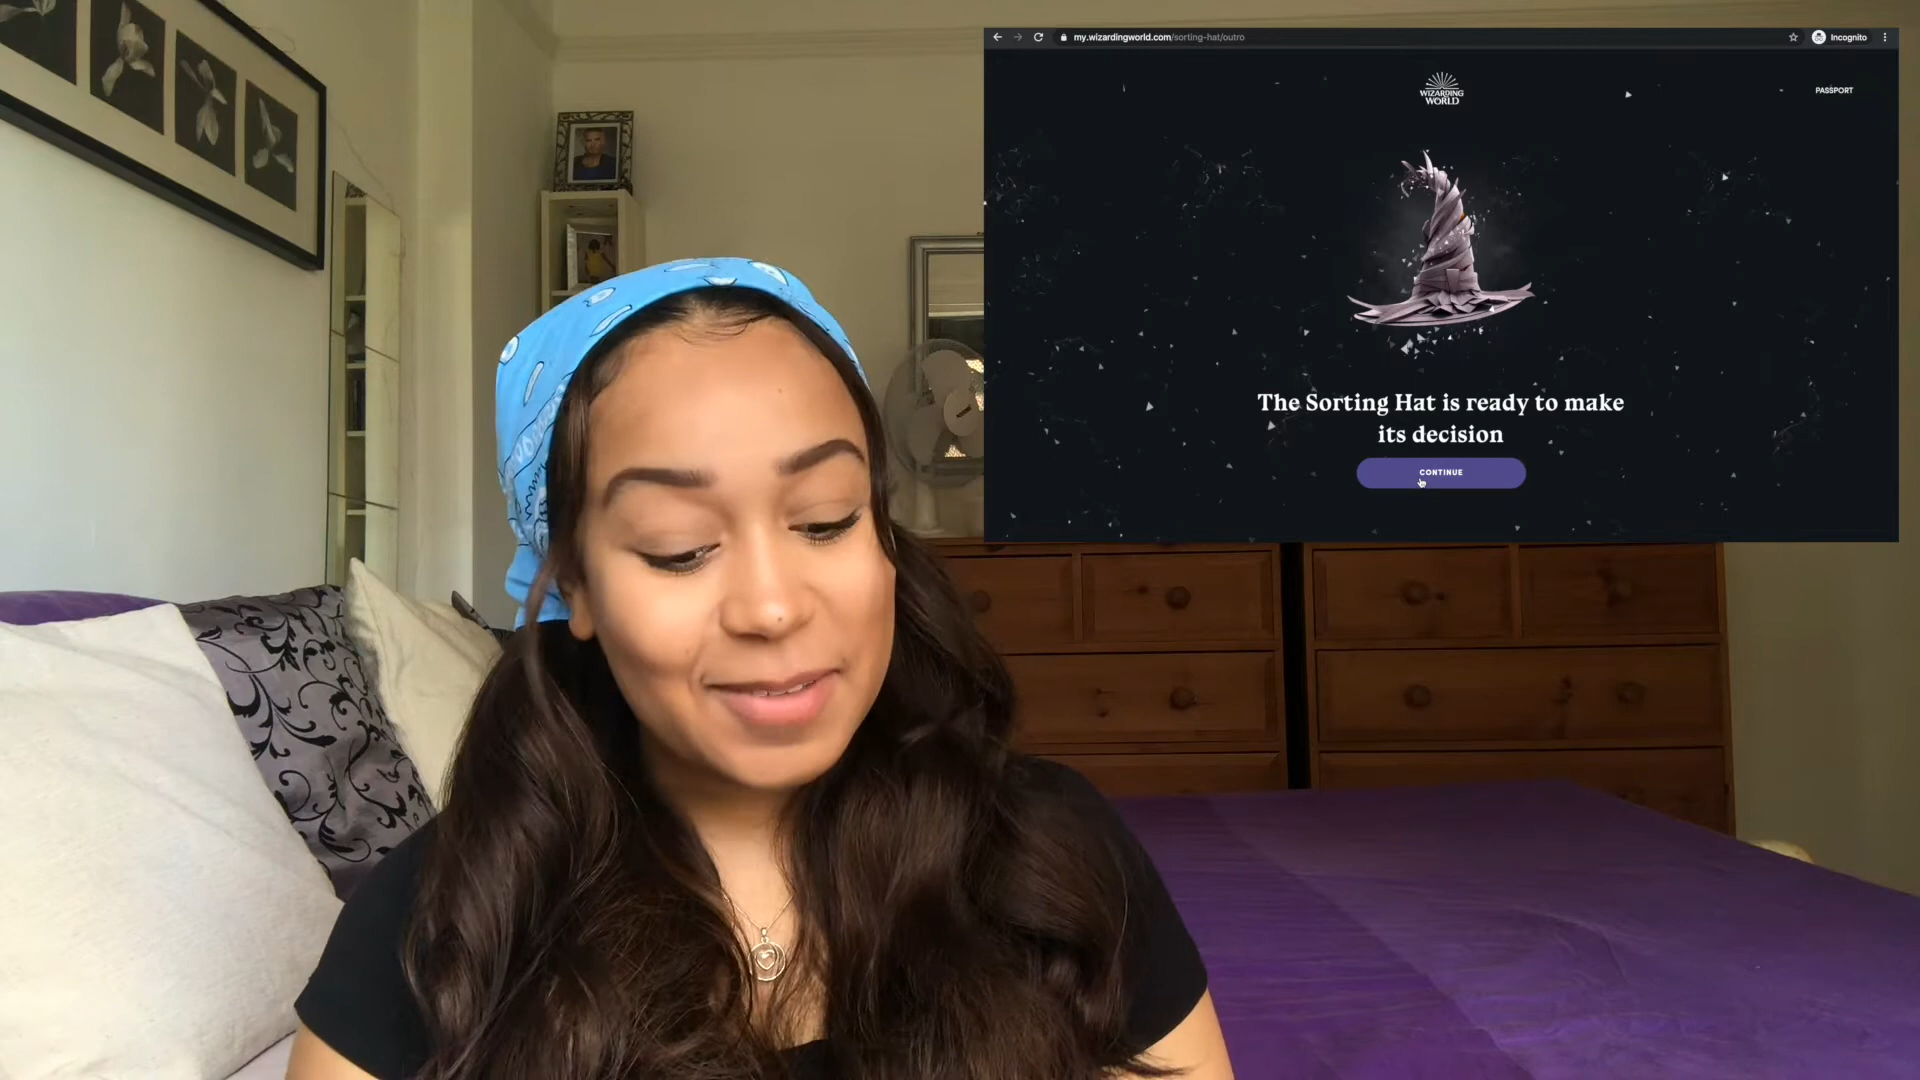 my.wizardingworld.com/sorting-hat/outro
Incognito
WIZARDING
WORLD
PASSPORT
The Sorting Hat is ready to make
its decision
CONTINUE